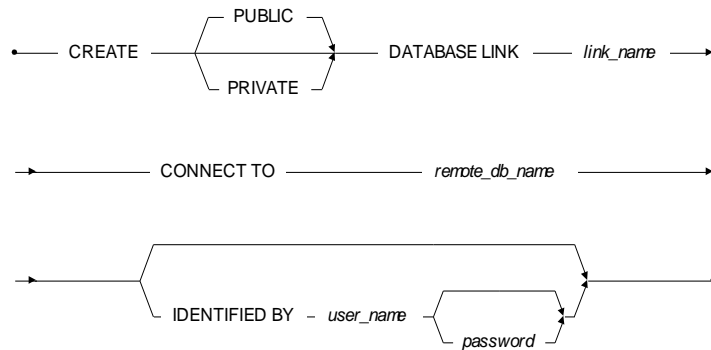 PUBLIC
CREATE DATABASE LINK link_name
PRIVATE
CONNECT TO remote_db_name
IDENTIFIED BY user_name
password